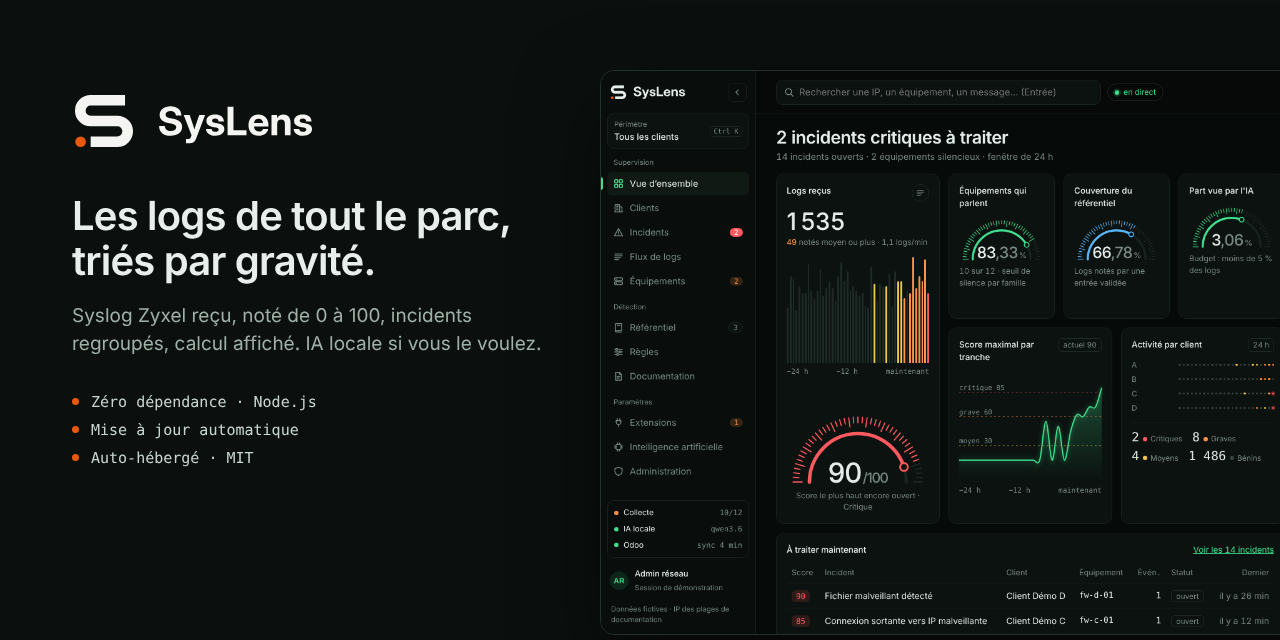 SysLens
Les logs de tout le parc,
triés par gravité.
Syslog Zyxel reçu, noté de 0 à 100, incidents
regroupés, calcul affiché. IA locale si vous le voulez.
Zéro dépendance · Node.js
Mise à jour automatique
Auto-hébergé · MIT
SysLens
Périmètre
Tous les clients
Ctrl K
Supervision
Vue d'ensemble
Clients
Incidents 2
Flux de logs
Équipements 2
Détection
Référentiel 3
Règles
Documentation
Paramètres
Extensions 1
Intelligence artificielle
Administration
Collecte 10/12
IA locale qwen3.6
Odoo sync 4 min
AR
Admin réseau
Session de démonstration
Données fictives · IP des plages de
documentation
Rechercher une IP, un équipement, un message… (Entrée)
en direct
2 incidents critiques à traiter
14 incidents ouverts · 2 équipements silencieux · fenêtre de 24 h
Logs reçus
1 535
49 notés moyen ou plus · 1,1 logs/min
−24 h −12 h maintenant
90/100
Score le plus haut encore ouvert ·
Critique
Équipements qui
parlent
83,33%
10 sur 12 · seuil de
silence par famille
Couverture du
référentiel
66,78%
Logs notés par une
entrée validée
Part vue par l'IA
3,06%
Budget : moins de 5 %
des logs
Score maximal par
tranche
actuel 90
critique 85
grave 60
moyen 30
−24 h −12 h maintenant
Activité par client
24 h
A
B
C
D
2 Critiques 8 Graves
4 Moyens 1 486 Bénins
À traiter maintenant
Voir les 14 incidents
Score Incident Client Équipement Évén. Statut Dernier
90 Fichier malveillant détecté Client Démo D fw-d-01 1 ouvert il y a 26 min
85 Connexion sortante vers IP malveillante Client Démo C fw-c-01 1 ouvert il y a 12 min